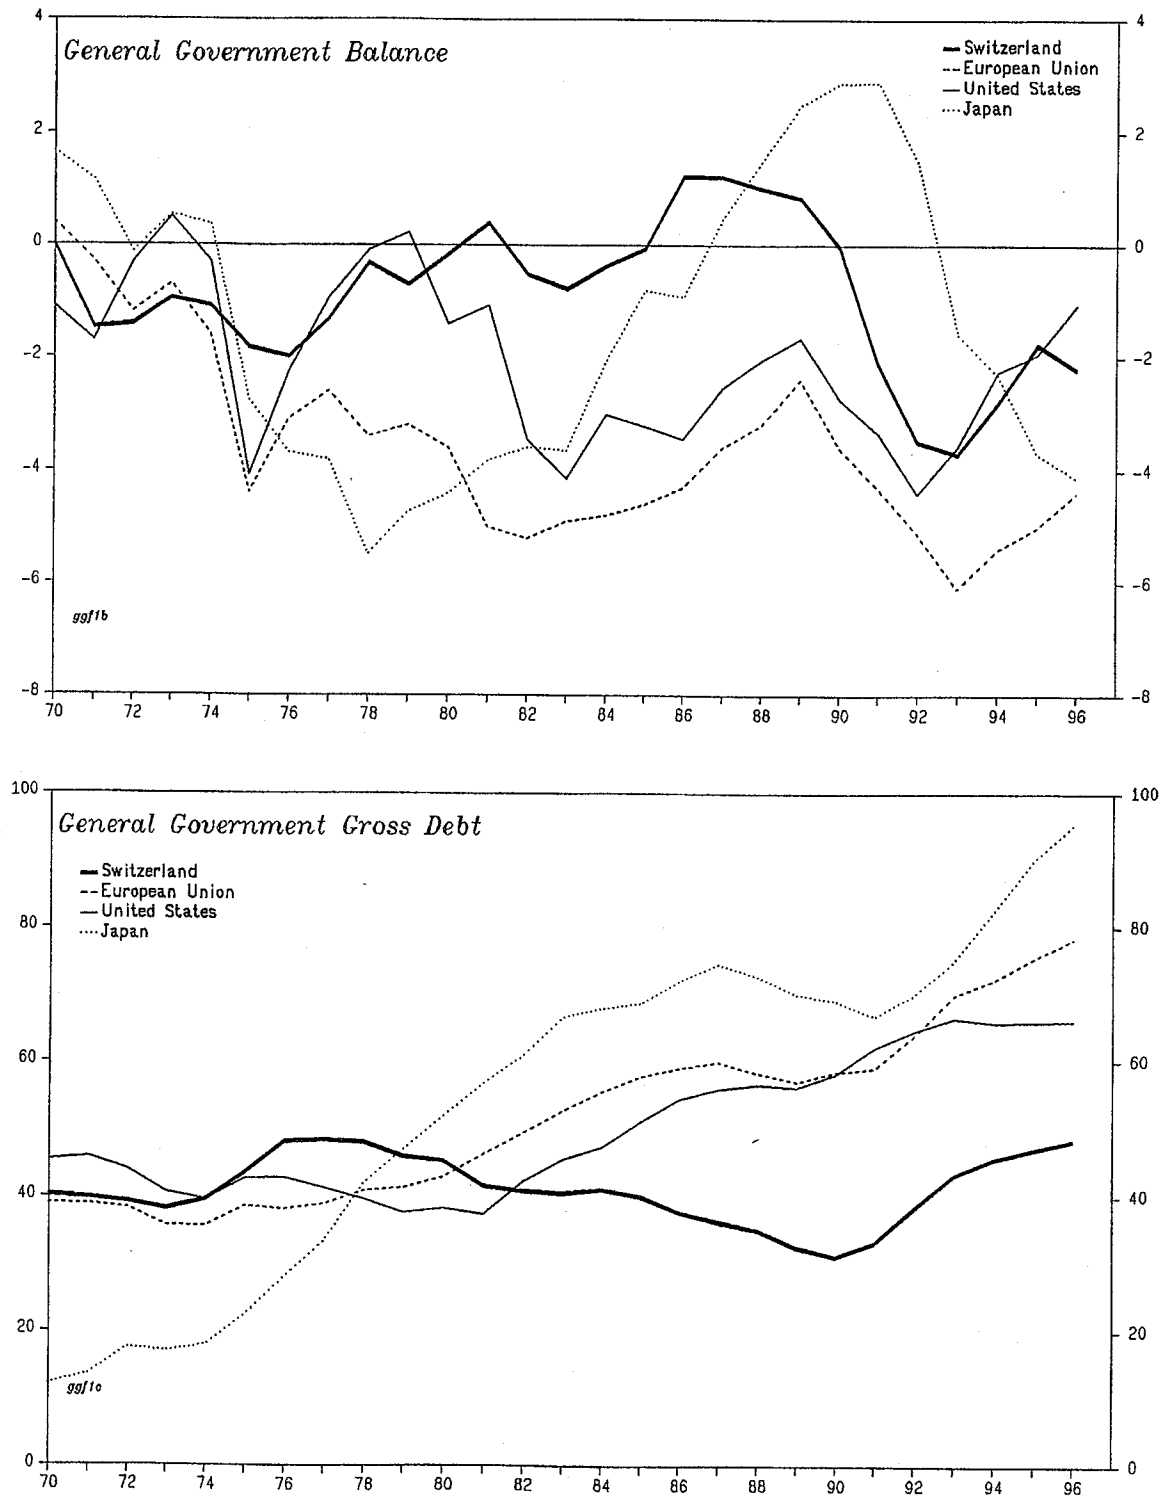 4 4
General Government Balance
Switzerland
European Union
United States
Japan
2 2
0 0
-2 -2
-4 -4
-6 -6
ggf1b
-8 -8
70 72 74 76 78 80 82 84 86 88 90 92 94 96
100 100
General Government Gross Debt
Switzerland
European Union
United States
Japan
80 80
60 60
40 40
20 20
ggf1c
0 0
70 72 74 76 78 80 82 84 86 88 90 92 94 96